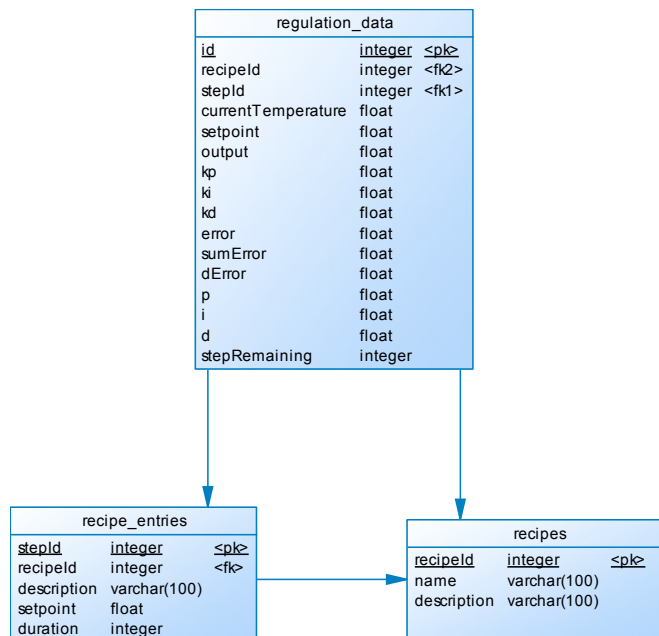 regulation_data
id integer <pk>
recipeId integer <fk2>
stepId integer <fk1>
currentTemperature float
setpoint float
output float
kp float
ki float
kd float
error float
sumError float
dError float
p float
i float
d float
stepRemaining integer
recipe_entries
stepId integer <pk>
recipeId integer <fk>
description varchar(100)
setpoint float
duration integer
recipes
recipeId integer <pk>
name varchar(100)
description varchar(100)